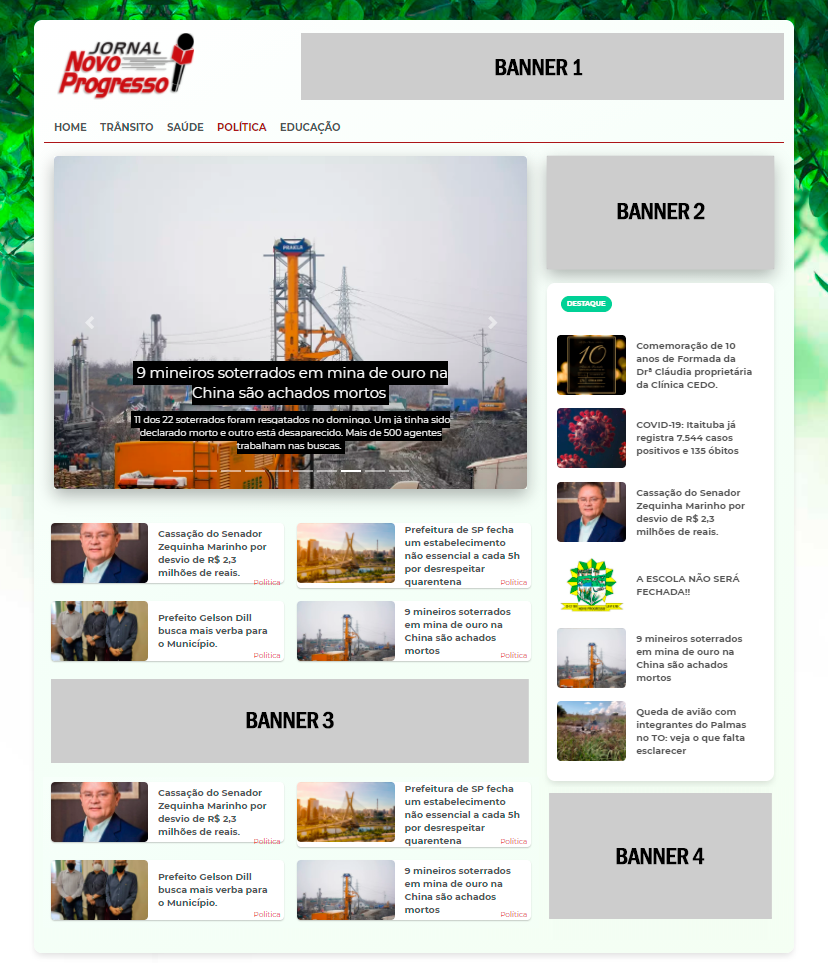 JORNAL
Novo
Progresso
BANNER 1
HOME TRÂNSITO SAÚDE POLÍTICA EDUCAÇÃO
9 mineiros soterrados em mina de ouro na
China são achados mortos
11 dos 22 soterrados foram resgatados no domingo. Um já tinha sido
declarado morto e outro está desaparecido. Mais de 500 agentes
trabalham nas buscas.
BANNER 2
DESTAQUE
10
Comemoração de 10
anos de Formada da
Drª Cláudia proprietária
da Clínica CEDO.
COVID-19: Itaituba já
registra 7.544 casos
positivos e 135 óbitos
Cassação do Senador
Zequinha Marinho por
desvio de R$ 2,3
milhões de reais.
A ESCOLA NÃO SERÁ
FECHADA!!
9 mineiros soterrados
em mina de ouro na
China são achados
mortos
Queda de avião com
integrantes do Palmas
no TO: veja o que falta
esclarecer
Cassação do Senador
Zequinha Marinho por
desvio de R$ 2,3
milhões de reais.
Política
Prefeitura de SP fecha
um estabelecimento
não essencial a cada 5h
por desrespeitar
quarentena
Política
Prefeito Gelson Dill
busca mais verba para
o Município.
Política
9 mineiros soterrados
em mina de ouro na
China são achados
mortos
Política
BANNER 3
Cassação do Senador
Zequinha Marinho por
desvio de R$ 2,3
milhões de reais.
Política
Prefeitura de SP fecha
um estabelecimento
não essencial a cada 5h
por desrespeitar
quarentena
Política
Prefeito Gelson Dill
busca mais verba para
o Município.
Política
9 mineiros soterrados
em mina de ouro na
China são achados
mortos
Política
BANNER 4